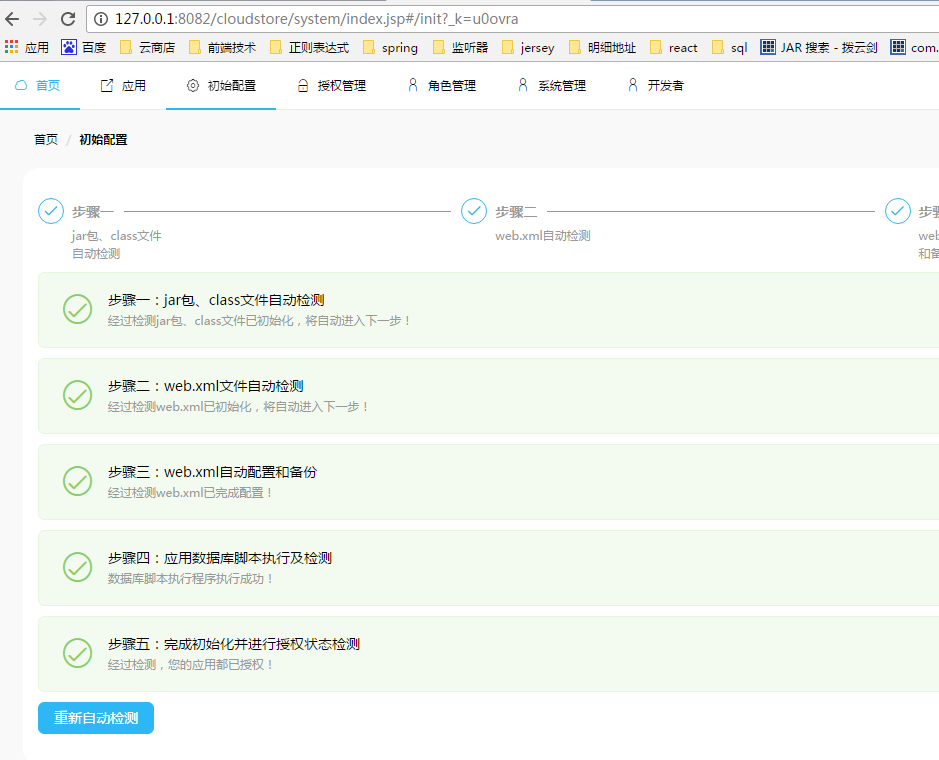 127.0.0.1:8082/cloudstore/system/index.jsp#/init?_k=u0ovra
应用 百度 云商店 前端技术 正则表达式 spring 监听器 jersey 明细地址 react sql JAR 搜索 - 拨云剑 com.
首页 应用 初始配置 授权管理 角色管理 系统管理 开发者
首页 / 初始配置
步骤一 步骤二 步骤
jar包、class文件 web.xml自动检测 web
自动检测 和备
步骤一：jar包、class文件自动检测
经过检测jar包、class文件已初始化，将自动进入下一步！
步骤二：web.xml文件自动检测
经过检测web.xml已初始化，将自动进入下一步！
步骤三：web.xml自动配置和备份
经过检测web.xml已完成配置！
步骤四：应用数据库脚本执行及检测
数据库脚本执行程序执行成功！
步骤五：完成初始化并进行授权状态检测
经过检测，您的应用都已授权！
重新自动检测